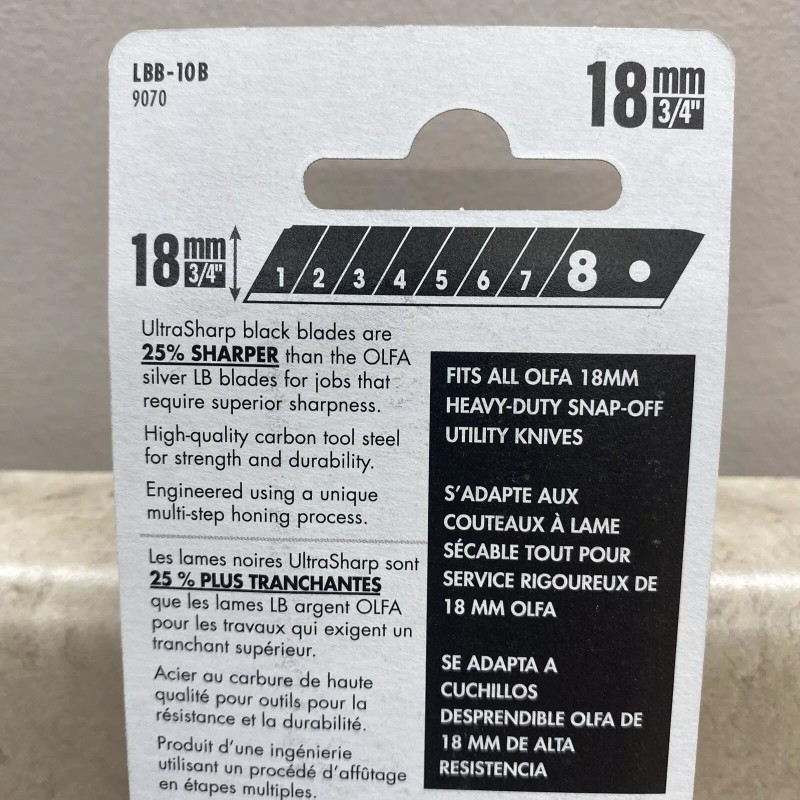 LBB-10B
9070
18mm
3/4"
18mm
3/4"
1 2 3 4 5 6 7 8
UltraSharp black blades are
25% SHARPER than the OLFA
silver LB blades for jobs that
require superior sharpness.
High-quality carbon tool steel
for strength and durability.
Engineered using a unique
multi-step honing process.
Les lames noires UltraSharp sont
25 % PLUS TRANCHANTES
que les lames LB argent OLFA
pour les travaux qui exigent un
tranchant supérieur.
Acier au carbure de haute
qualité pour outils pour la
résistance et la durabilité.
Produit d'une ingénierie
utilisant un procédé d'affûtage
en étapes multiples.
FITS ALL OLFA 18MM
HEAVY-DUTY SNAP-OFF
UTILITY KNIVES
S'ADAPTE AUX
COUTEAUX À LAME
SÉCABLE TOUT POUR
SERVICE RIGOUREUX DE
18 MM OLFA
SE ADAPTA A
CUCHILLOS
DESPRENDIBLE OLFA DE
18 MM DE ALTA
RESISTENCIA